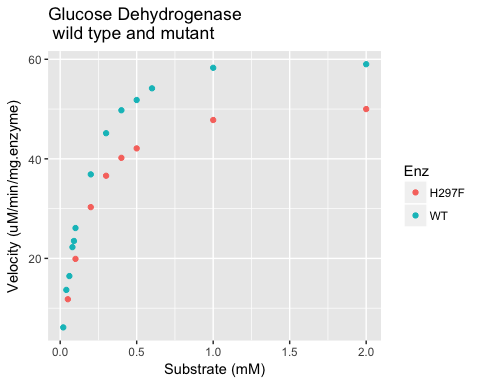 Glucose Dehydrogenase
wild type and mutant
Velocity (uM/min/mg.enzyme)
60
40
20
0.0 0.5 1.0 1.5 2.0
Substrate (mM)
Enz
H297F
WT